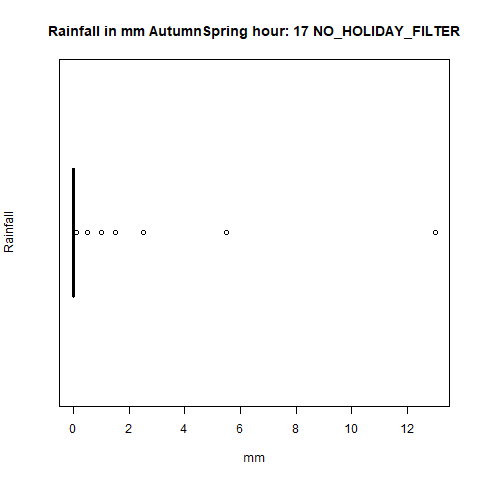 Rainfall in mm AutumnSpring hour: 17 NO_HOLIDAY_FILTER
Rainfall
0 2 4 6 8 10 12
mm